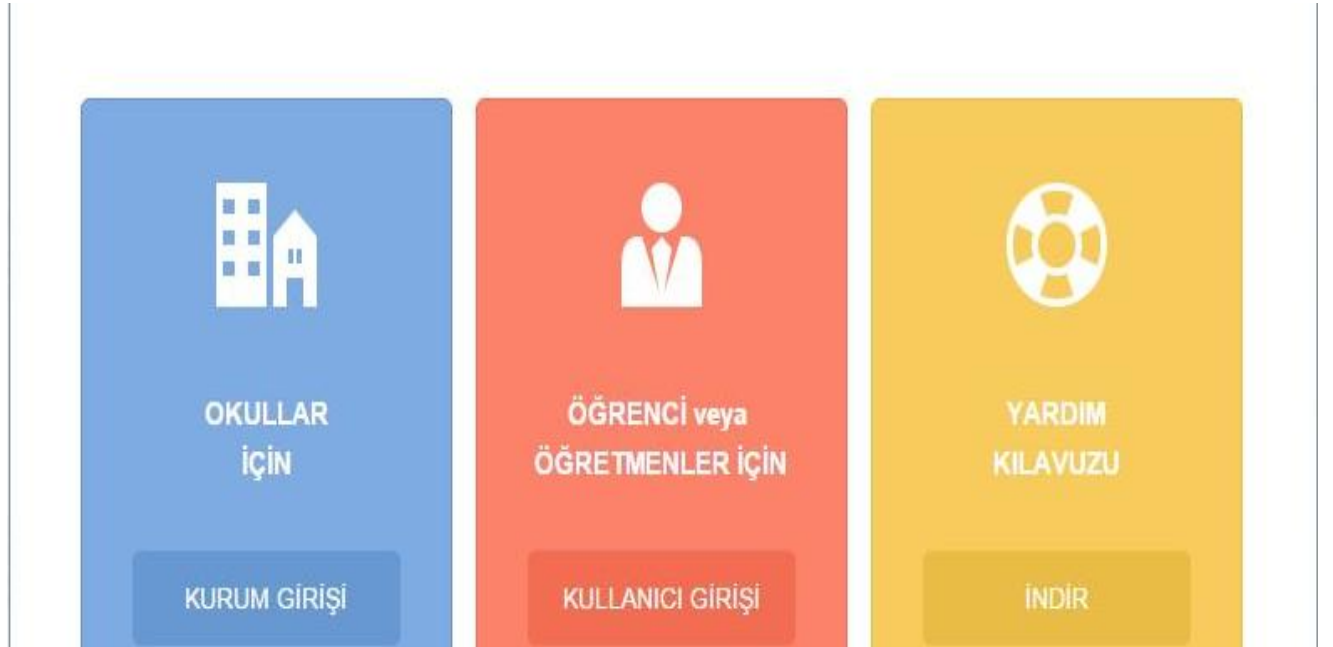 OKULLAR
İÇİN
KURUM GİRİŞİ
ÖĞRENCİ veya
ÖĞRETMENLER İÇİN
KULLANICI GİRİŞİ
YARDIM
KILAVUZU
İNDİR